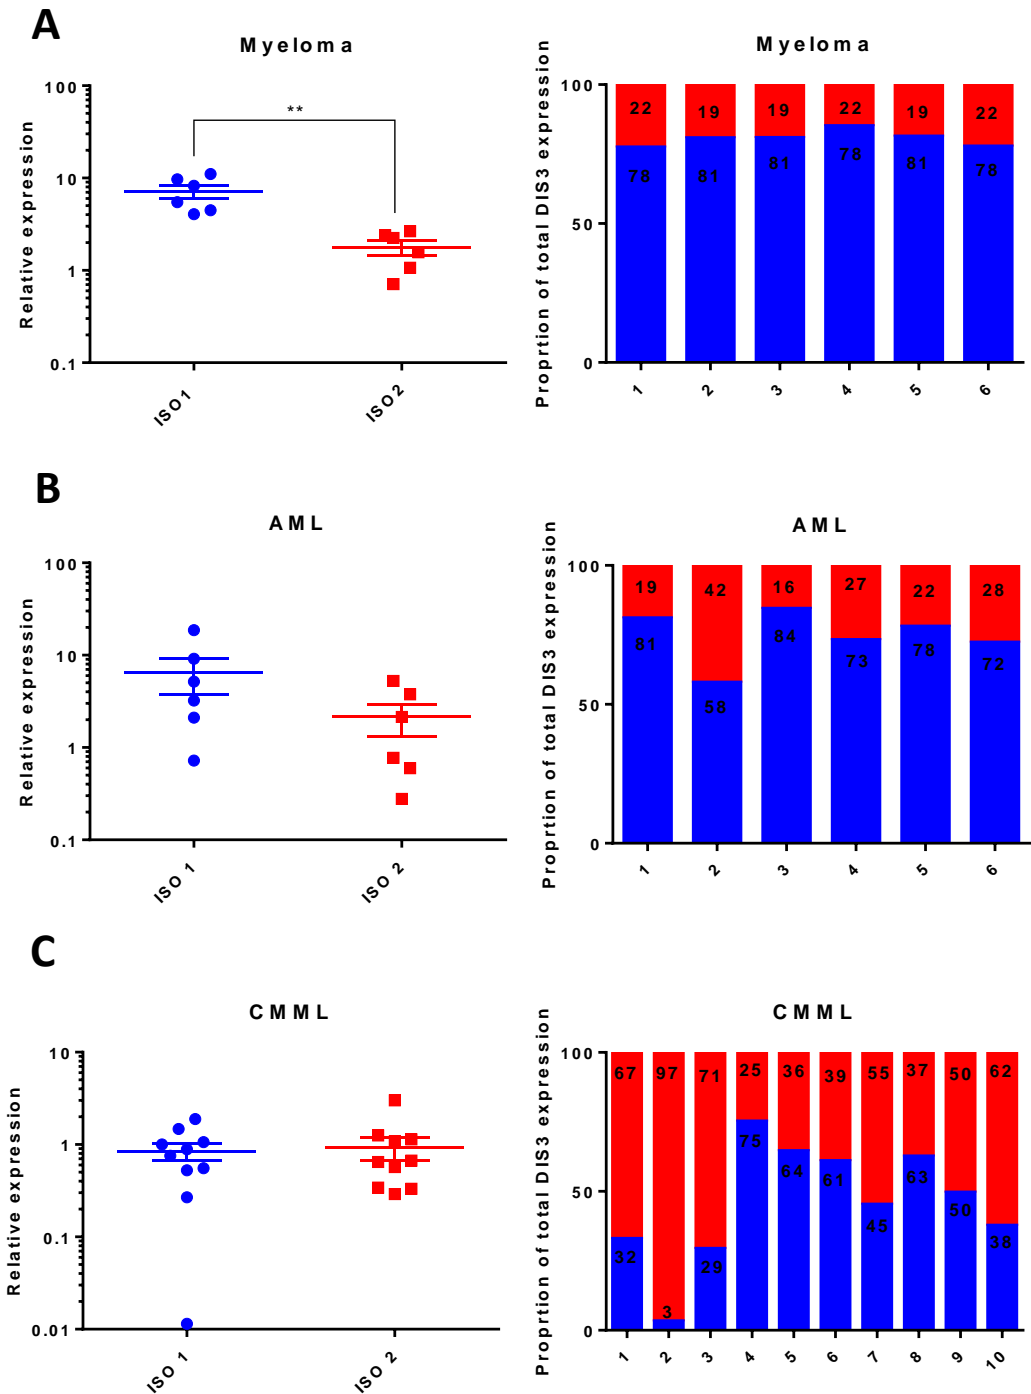 A
Myeloma
Relative expression
100
10
1
0.1
**
ISO1
ISO2
Myeloma
Proprtion of total DIS3 expression
100
50
0
22 19 19 22 19 22
78 81 81 78 81 78
1 2 3 4 5 6
B
AML
Relative expression
100
10
1
0.1
ISO 1
ISO 2
AML
Proprtion of total DIS3 expression
100
50
0
19 42 16 27 22 28
81 58 84 73 78 72
1 2 3 4 5 6
C
CMML
Relative expression
10
1
0.1
0.01
ISO 1
ISO 2
CMML
Proprtion of total DIS3 expression
100
50
0
67 97 71 25 36 39 55 37 50 62
32 3 29 75 64 61 45 63 50 38
1 2 3 4 5 6 7 8 9 10